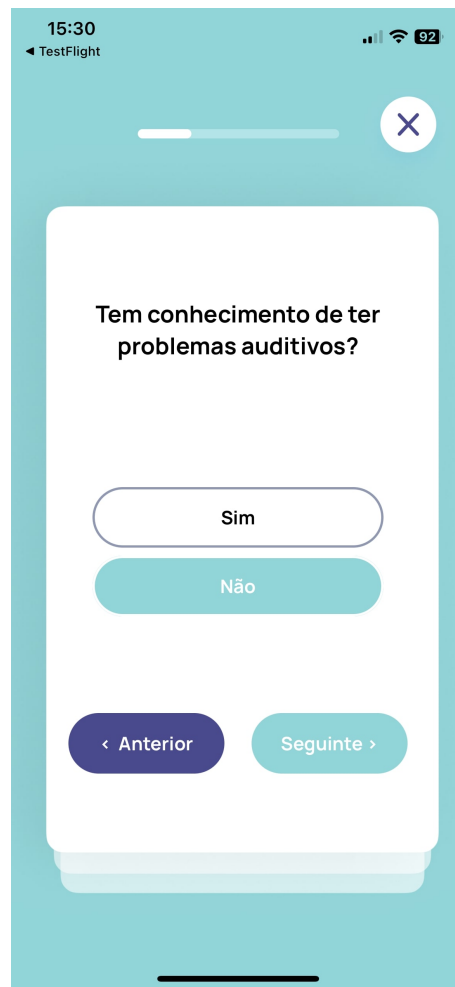 15:30
◀ TestFlight
92
Tem conhecimento de ter
problemas auditivos?
Sim
Não
‹ Anterior
Seguinte ›